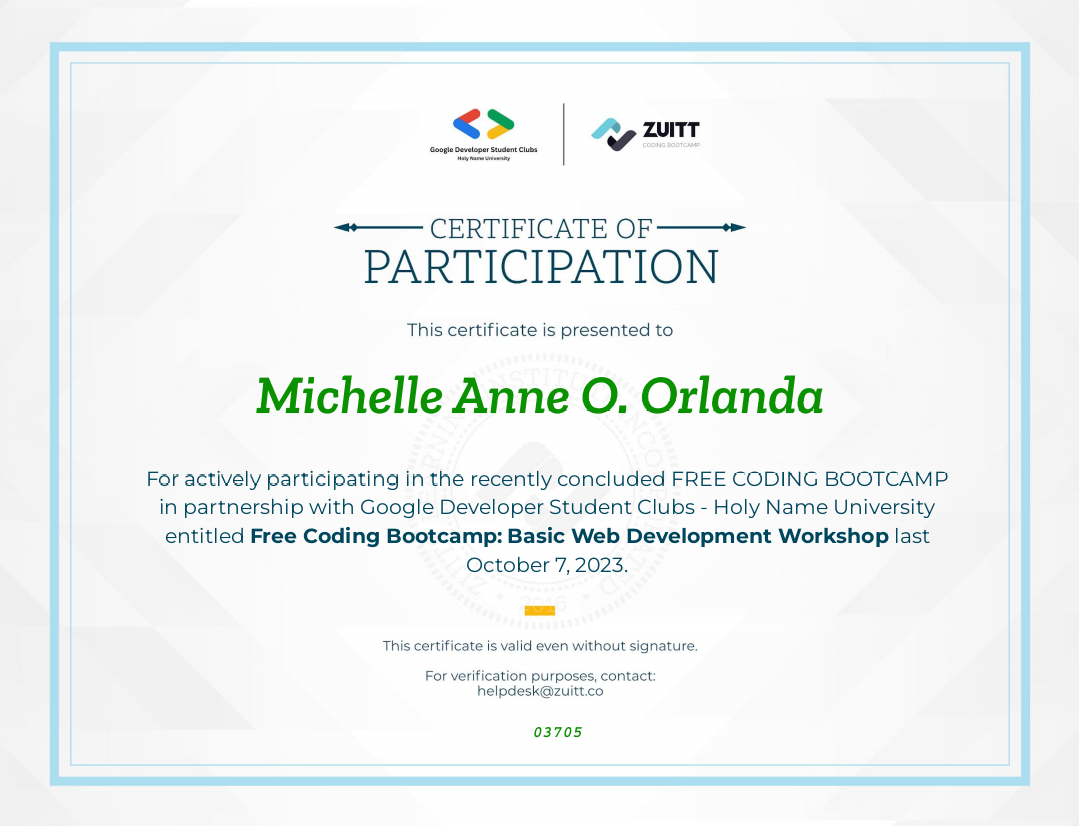 Google Developer Student Clubs
Holy Name University
ZUITT
CODING BOOTCAMP
CERTIFICATE OF
PARTICIPATION
This certificate is presented to
Michelle Anne O. Orlanda
For actively participating in the recently concluded FREE CODING BOOTCAMP
in partnership with Google Developer Student Clubs - Holy Name University
entitled Free Coding Bootcamp: Basic Web Development Workshop last
October 7, 2023.
This certificate is valid even without signature.
For verification purposes, contact:
helpdesk@zuitt.co
03705